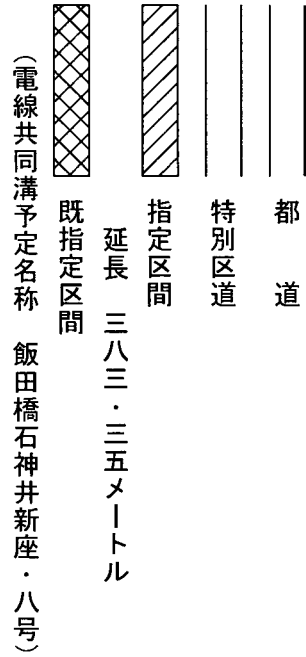 都　　道
特別区道
指定区間
延長　三八三・三五メートル
既指定区間
（電線共同溝予定名称　飯田橋石神井新座・八号）